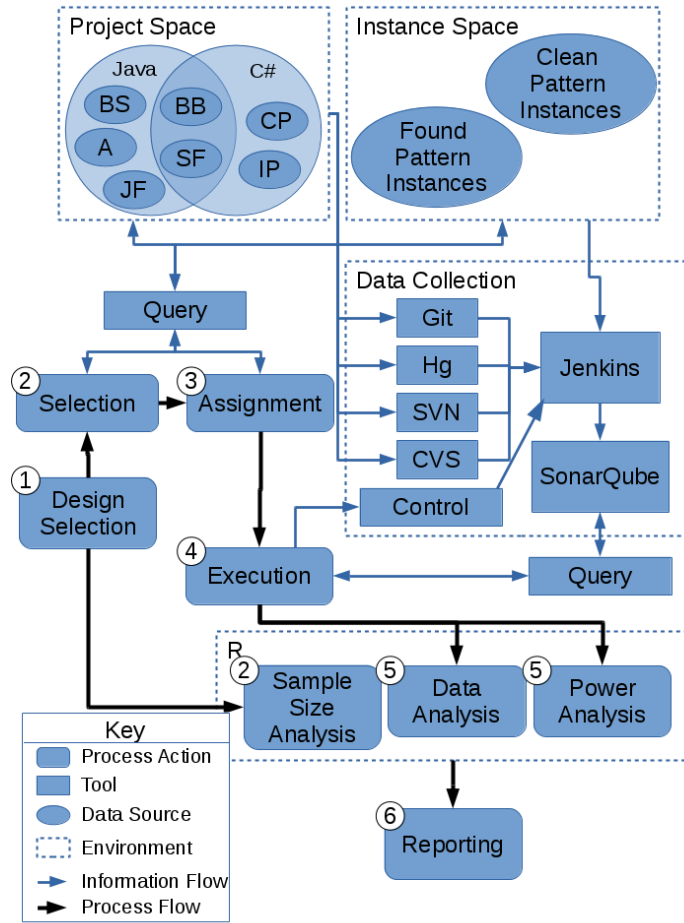 Project Space
Java
C#
BS
BB
CP
A
SF
IP
JF
Instance Space
Clean
Pattern
Instances
Found
Pattern
Instances
Query
Data Collection
Git
Hg
SVN
CVS
Control
Jenkins
SonarQube
Query
2
Selection
3
Assignment
1
Design
Selection
4
Execution
R
2
Sample
Size
Analysis
5
Data
Analysis
5
Power
Analysis
6
Reporting
Key
Process Action
Tool
Data Source
Environment
Information Flow
Process Flow